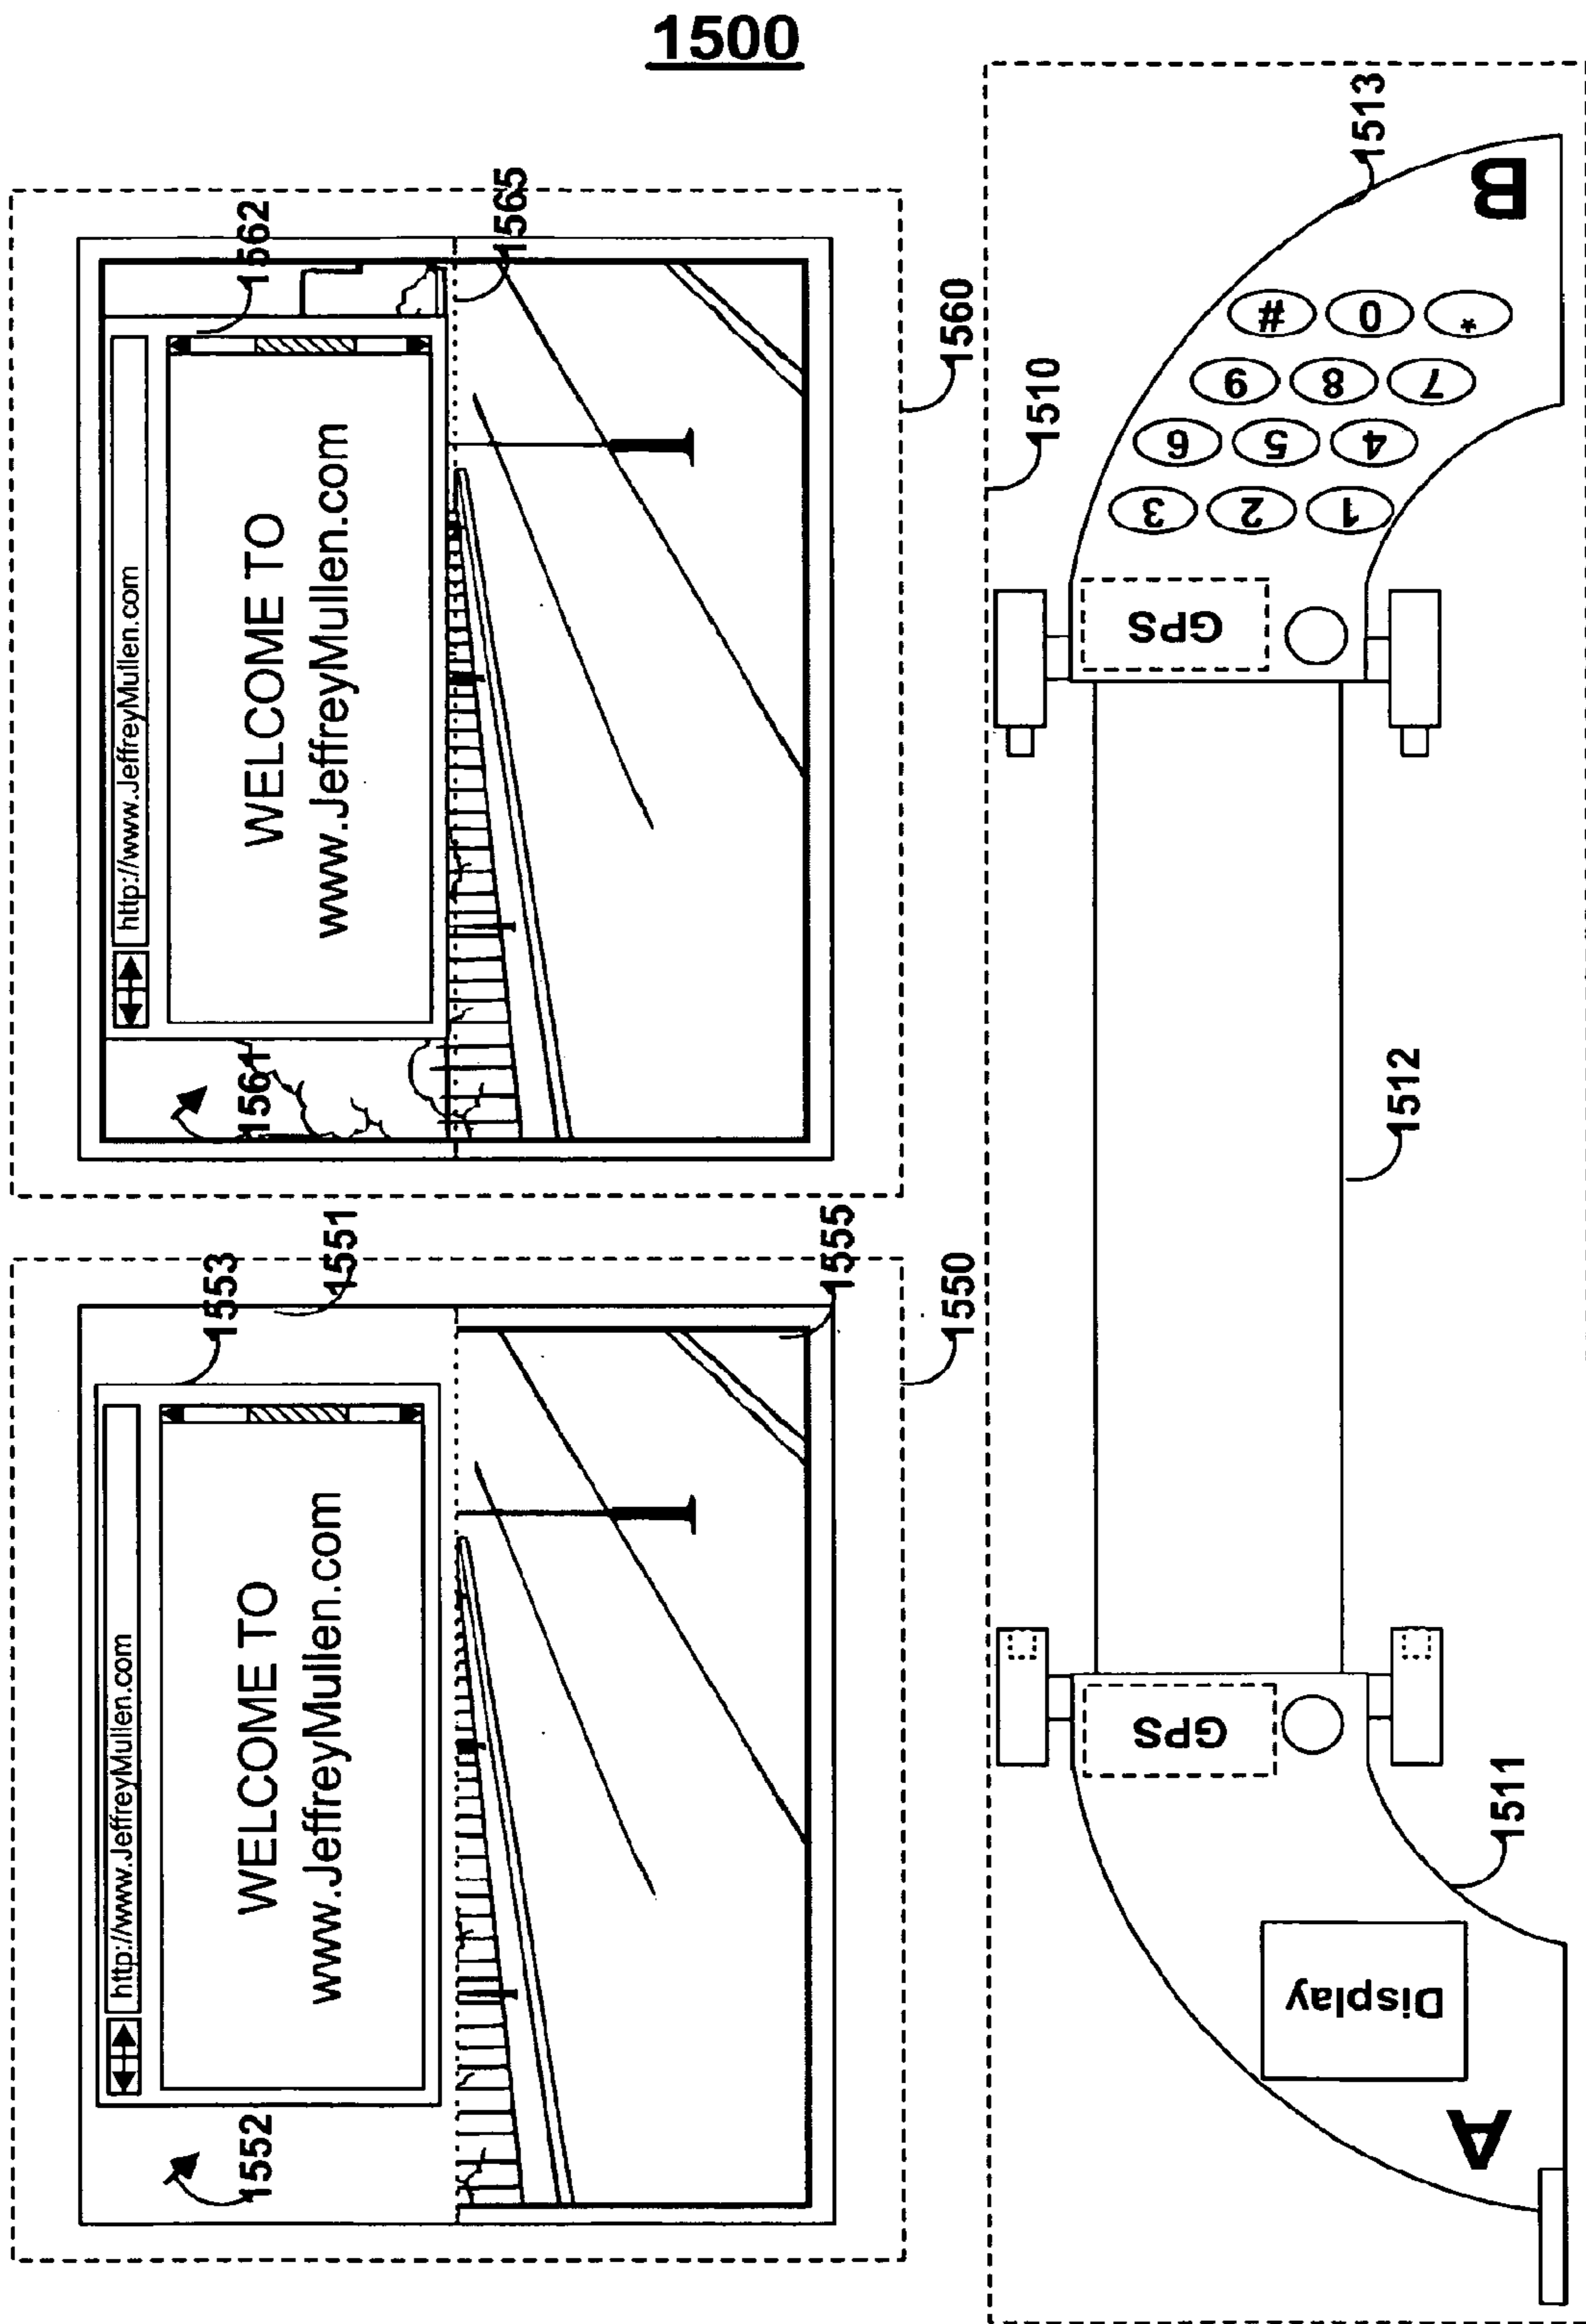 1500
1553
1551
http://www.JeffreyMullen.com
WELCOME TO
www.JeffreyMullen.com
1552
1555
1550
1562
http://www.JeffreyMullen.com
WELCOME TO
www.JeffreyMullen.com
1561
1565
1560
1510
1513
GPS
1 2 3
4 5 6
7 8 9
* 0 #
B
1512
GPS
1511
Display
A